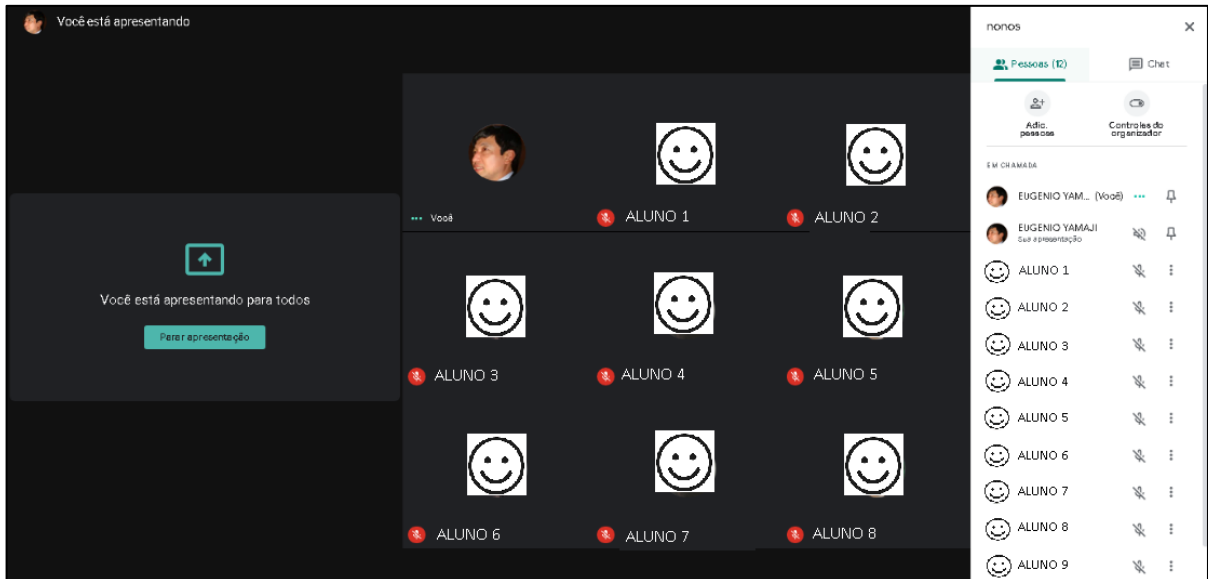 Você está apresentando
Você está apresentando para todos
Parar apresentação
Você
ALUNO 1
ALUNO 2
ALUNO 3
ALUNO 4
ALUNO 5
ALUNO 6
ALUNO 7
ALUNO 8
nonos
Pessoas (12)
Chat
Adic. pessoas
Controles do organizador
EM CHAMADA
EUGENIO YAM... (Você)
EUGENIO YAMAJI
Sua apresentação
ALUNO 1
ALUNO 2
ALUNO 3
ALUNO 4
ALUNO 5
ALUNO 6
ALUNO 7
ALUNO 8
ALUNO 9